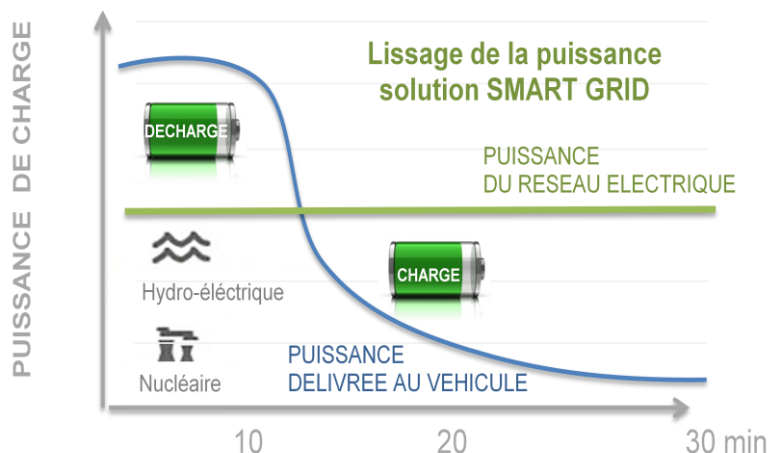 PUISSANCE DE CHARGE
Lissage de la puissance
solution SMART GRID
DECHARGE
PUISSANCE
DU RESEAU ELECTRIQUE
CHARGE
Hydro-éléctrique
PUISSANCE
DELIVREE AU VEHICULE
Nucléaire
10
20
30 min